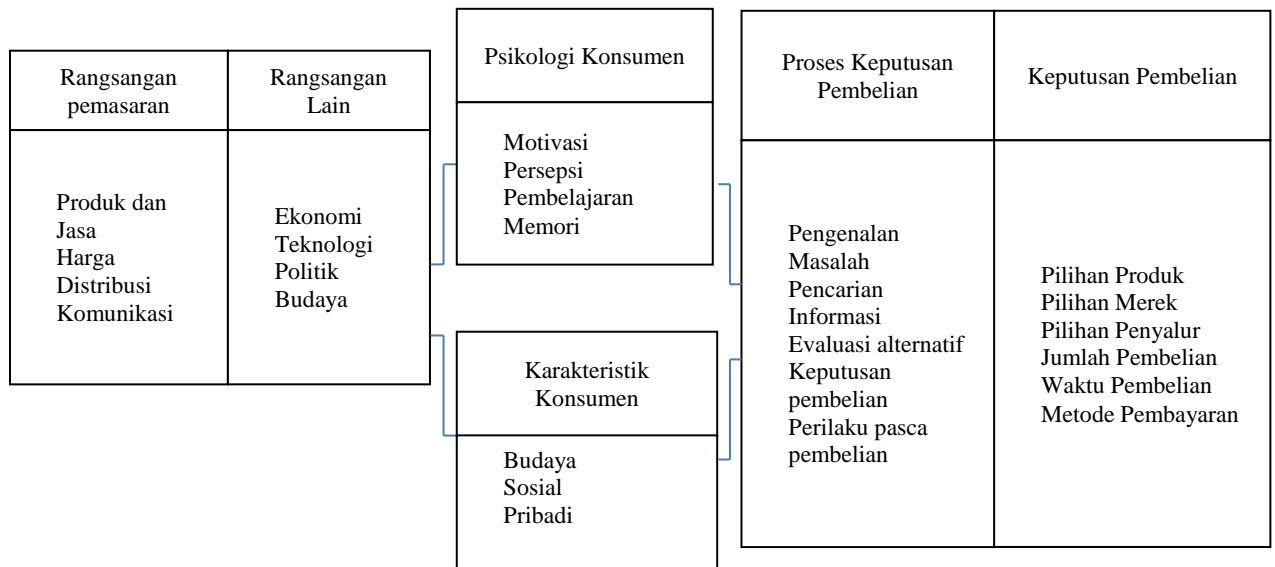 Rangsangan
pemasaran
Produk dan
Jasa
Harga
Distribusi
Komunikasi
Rangsangan
Lain
Ekonomi
Teknologi
Politik
Budaya
Psikologi Konsumen
Motivasi
Persepsi
Pembelajaran
Memori
Karakteristik
Konsumen
Budaya
Sosial
Pribadi
Proses Keputusan
Pembelian
Pengenalan
Masalah
Pencarian
Informasi
Evaluasi alternatif
Keputusan
pembelian
Perilaku pasca
pembelian
Keputusan Pembelian
Pilihan Produk
Pilihan Merek
Pilihan Penyalur
Jumlah Pembelian
Waktu Pembelian
Metode Pembayaran